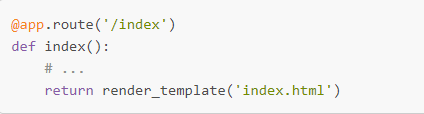 @app.route('/index')
def index():
    # ...
    return render_template('index.html')